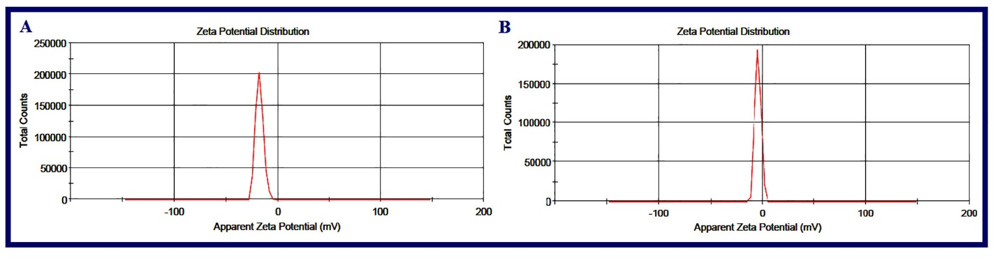 A
Zeta Potential Distribution
250000
200000
150000
100000
50000
0
Total Counts
-100
0
100
200
Apparent Zeta Potential (mV)
B
Zeta Potential Distribution
200000
150000
100000
50000
0
Total Counts
-100
0
100
200
Apparent Zeta Potential (mV)